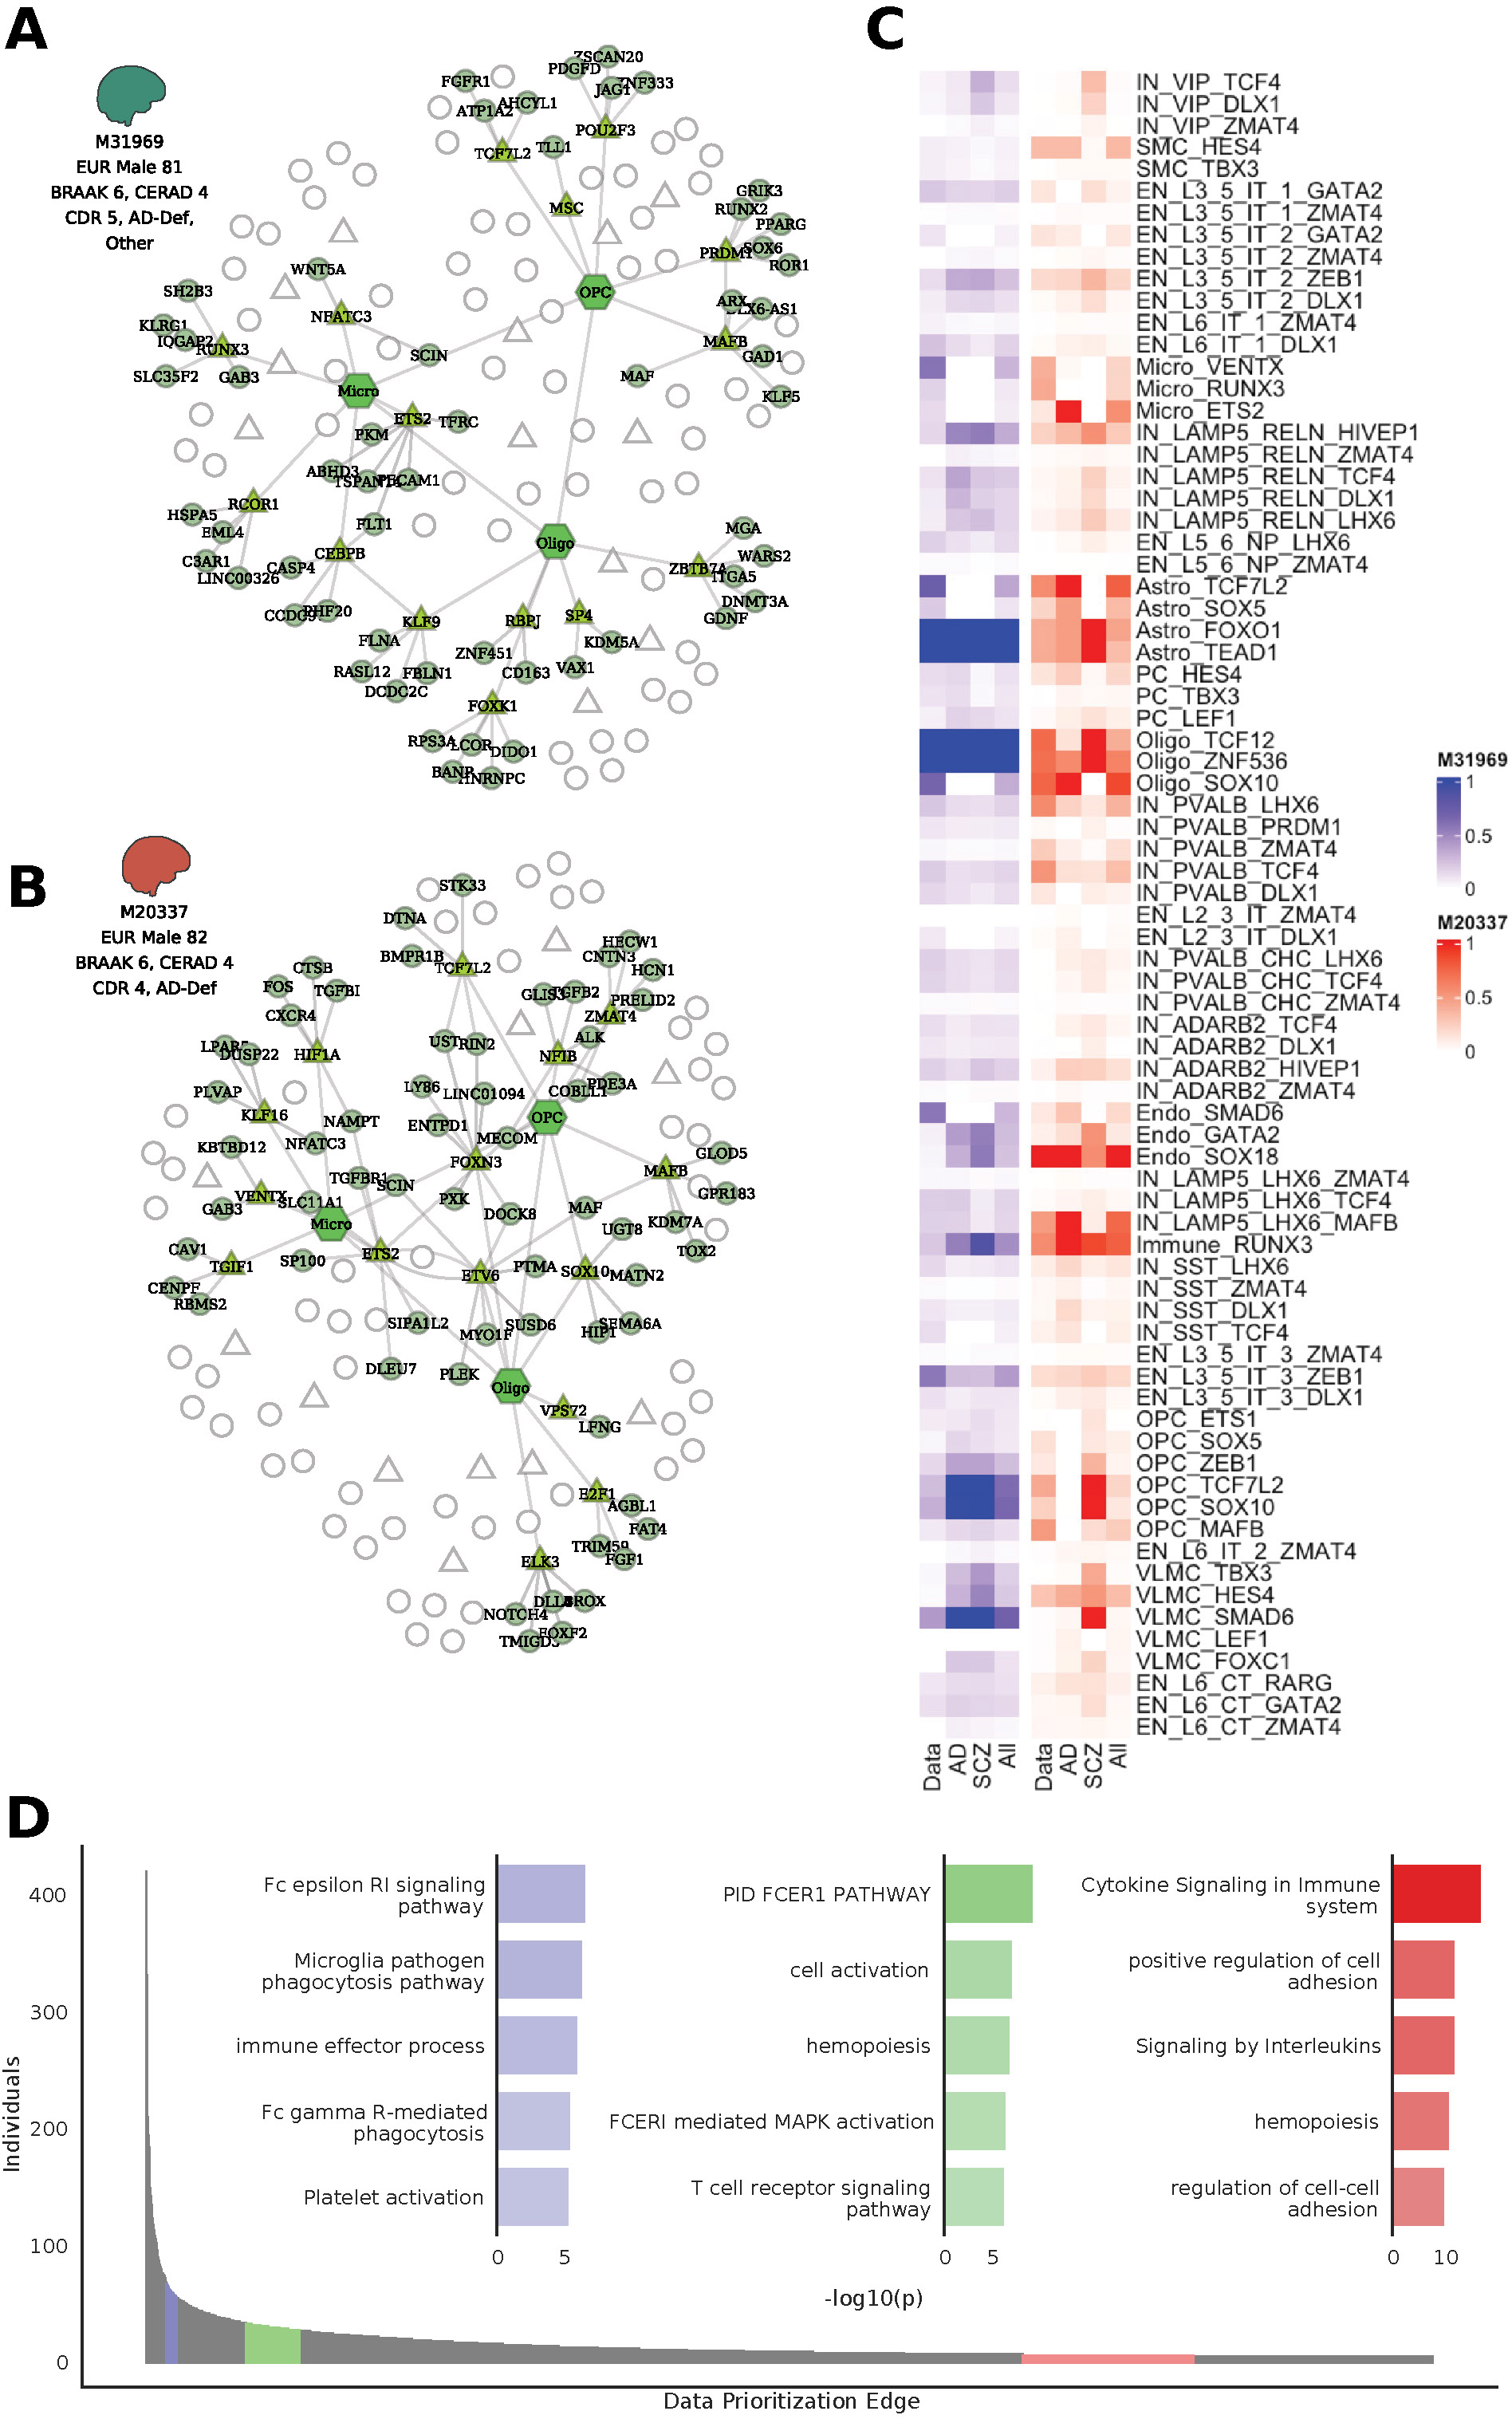 A
M31969
EUR Male 81
BRAAK 6, CERAD 4
CDR 5, AD-Def,
Other
ZSCAN20
PDGFD
FGFR1
JAG1
ZNF333
ATP1A2
AHCYL1
POU2F3
TCF7L2
TLL1
MSC
GRIK3
RUNX2
PPARG
PRDM1
SOX6
ROR1
WNT5A
SH2B3
OPC
NFATC3
ARX
DLX6-AS1
KLRG1
IQGAP2
RUNX3
SCIN
MAFB
GAD1
SLC35F2
GAB3
MAF
Micro
KLF5
ETS2
TFRC
PKM
ABHD3
PECAM1
RCOR1
HSPA5
FLT1
EML4
CEBPB
Oligo
MGA
WARS2
C3AR1
CASP4
ZBTB7A
ITGA5
LINC00326
DNMT3A
PHF20
GDNF
KLF9
RBPJ
SP4
FLNA
KDM5A
ZNF451
RASL12
FBLN1
CD163
VAX1
DCDC2C
FOXK1
RPS3A
LCOR
DIDO1
BANP
HNRNPC
B
M20337
EUR Male 82
BRAAK 6, CERAD 4
CDR 4, AD-Def
STK33
DTNA
BMPR1B
TCF7L2
HECW1
CNTN3
HCN1
CTSB
FOS
TGFBI
GLIS3
TGFB2
PRELID2
CXCR4
ZMAT4
UST
RIN2
ALK
DUSP22
HIF1A
NFIB
PLVAP
LY86
LINC01094
COBLL1
PDE3A
KLF16
NAMPT
ENTPD1
OPC
KBTBD12
NFATC3
MECOM
GLOD5
FOXN3
MAFB
TGFBR1
SCIN
GPR183
VENTX
SLC11A1
PXK
GAB3
DOCK8
MAF
Micro
UGT8
KDM7A
CAV1
ETS2
TOX2
TGIF1
SP100
ETV6
PTMA
SOX10
MATN2
CENPF
RBMS2
SIPA1L2
MYO1F
SUSD6
HIP1
SEMA6A
DLEU7
PLEK
Oligo
VPS72
LFNG
E2F1
AGBL1
FAT4
TRIM59
FGF1
ELK3
NOTCH4
BROX
FOXF2
C
IN_VIP_TCF4
IN_VIP_DLX1
IN_VIP_ZMAT4
SMC_HES4
SMC_TBX3
EN_L3_5_IT_1_GATA2
EN_L3_5_IT_1_ZMAT4
EN_L3_5_IT_2_GATA2
EN_L3_5_IT_2_ZMAT4
EN_L3_5_IT_2_ZEB1
EN_L3_5_IT_2_DLX1
EN_L6_IT_1_ZMAT4
EN_L6_IT_1_DLX1
Micro_VENTX
Micro_RUNX3
Micro_ETS2
IN_LAMP5_RELN_HIVEP1
IN_LAMP5_RELN_ZMAT4
IN_LAMP5_RELN_TCF4
IN_LAMP5_RELN_DLX1
IN_LAMP5_RELN_LHX6
EN_L5_6_NP_LHX6
EN_L5_6_NP_ZMAT4
Astro_TCF7L2
Astro_SOX5
Astro_FOXO1
Astro_TEAD1
PC_HES4
PC_TBX3
PC_LEF1
Oligo_TCF12
Oligo_ZNF536
Oligo_SOX10
IN_PVALB_LHX6
IN_PVALB_PRDM1
IN_PVALB_ZMAT4
IN_PVALB_TCF4
IN_PVALB_DLX1
EN_L2_3_IT_ZMAT4
EN_L2_3_IT_DLX1
IN_PVALB_CHC_LHX6
IN_PVALB_CHC_TCF4
IN_PVALB_CHC_ZMAT4
IN_ADARB2_TCF4
IN_ADARB2_DLX1
IN_ADARB2_HIVEP1
IN_ADARB2_ZMAT4
Endo_SMAD6
Endo_GATA2
Endo_SOX18
IN_LAMP5_LHX6_ZMAT4
IN_LAMP5_LHX6_TCF4
IN_LAMP5_LHX6_MAFB
Immune_RUNX3
IN_SST_LHX6
IN_SST_ZMAT4
IN_SST_DLX1
IN_SST_TCF4
EN_L3_5_IT_3_ZMAT4
EN_L3_5_IT_3_ZEB1
EN_L3_5_IT_3_DLX1
OPC_ETS1
OPC_SOX5
OPC_ZEB1
OPC_TCF7L2
OPC_SOX10
OPC_MAFB
EN_L6_IT_2_ZMAT4
VLMC_TBX3
VLMC_HES4
VLMC_SMAD6
VLMC_LEF1
VLMC_FOXC1
EN_L6_CT_RARG
EN_L6_CT_GATA2
EN_L6_CT_ZMAT4
Data
AD
SCZ
All
Data
AD
SCZ
All
M31969
1
0.5
0
M20337
1
0.5
0
D
Individuals
400
300
200
100
0
Fc epsilon RI signaling
pathway
Microglia pathogen
phagocytosis pathway
immune effector process
Fc gamma R-mediated
phagocytosis
Platelet activation
0 5
PID FCER1 PATHWAY
cell activation
hemopoiesis
FCERI mediated MAPK activation
T cell receptor signaling
pathway
0 5
Cytokine Signaling in Immune
system
positive regulation of cell
adhesion
Signaling by Interleukins
hemopoiesis
regulation of cell-cell
adhesion
0 10
-log10(p)
Data Prioritization Edge